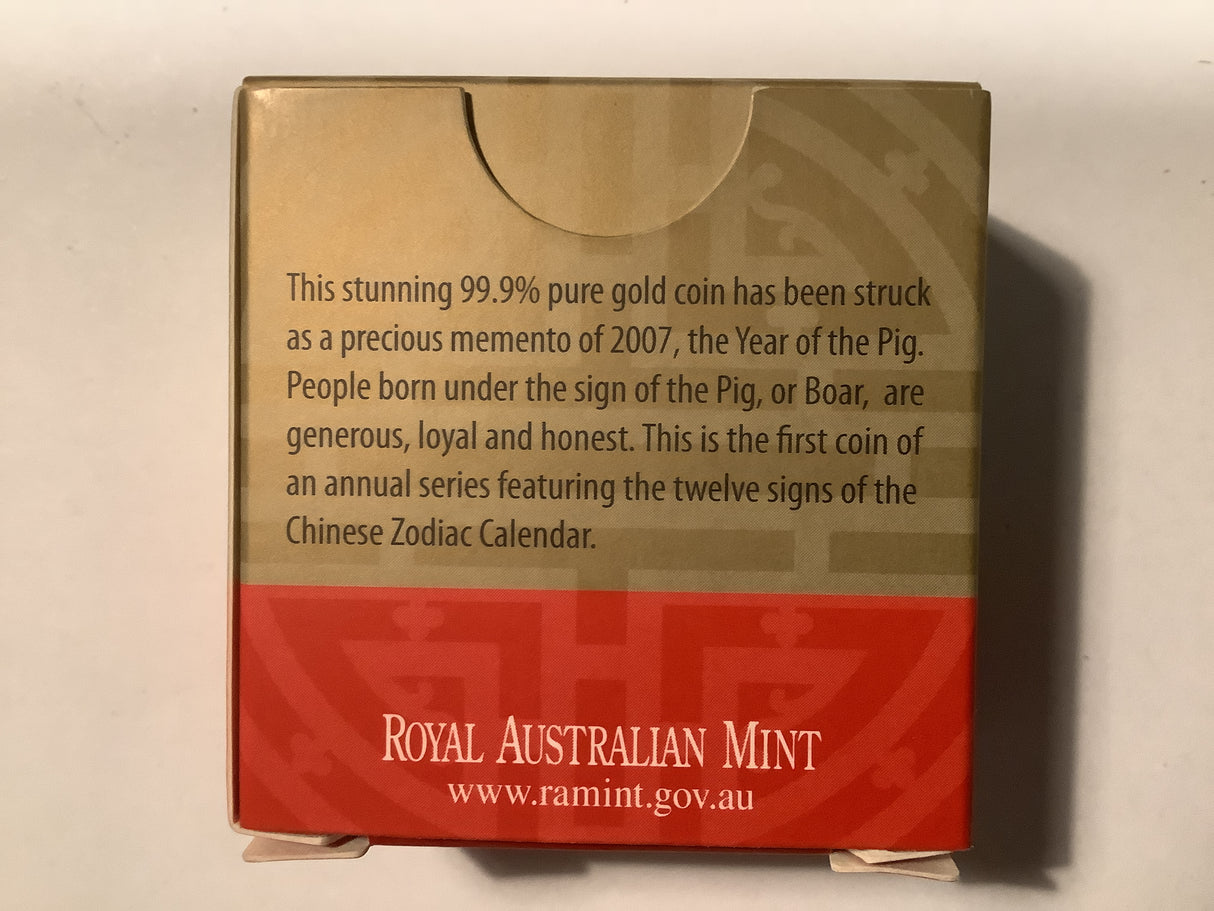 This stunning 99.9% pure gold coin has been struck
as a precious memento of 2007, the Year of the Pig.
People born under the sign of the Pig, or Boar, are
generous, loyal and honest. This is the first coin of
an annual series featuring the twelve signs of the
Chinese Zodiac Calendar.
ROYAL AUSTRALIAN MINT
www.ramint.gov.au